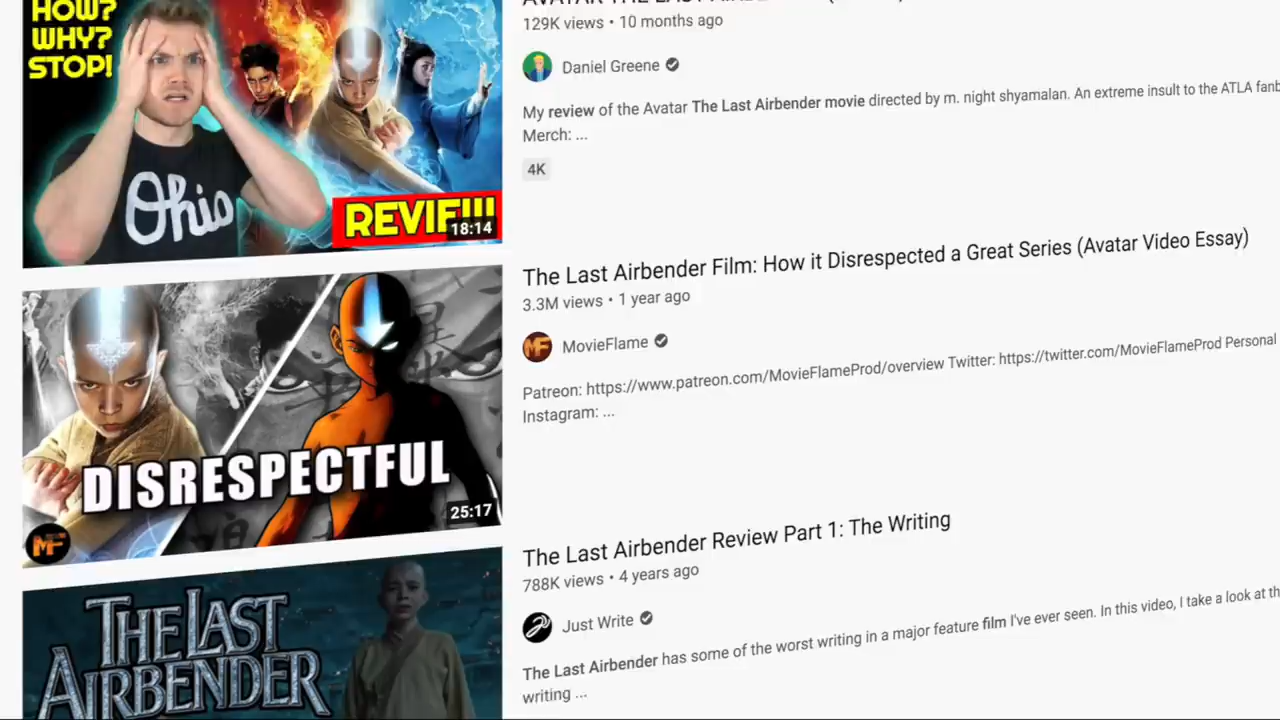 HOW?
WHY?
STOP!
Ohio
18:14
129K views • 10 months ago
Daniel Greene
My review of the Avatar The Last Airbender movie directed by m. night shyamalan. An extreme insult to the ATLA
Merch: ...
4K
DISRESPECTFUL
MF
25:17
The Last Airbender Film: How it Disrespected a Great Series (Avatar Video Essay)
3.3M views • 1 year ago
MF
MovieFlame
Patreon: https://www.patreon.com/MovieFlameProd/overview Twitter: https://twitter.com/MovieFlameProd Personal
Instagram: ...
THE LAST
AIRBENDER
The Last Airbender Review Part 1: The Writing
788K views • 4 years ago
Just Write
The Last Airbender has some of the worst writing in a major feature film I've ever seen. In this video, I take a look at
writing ...